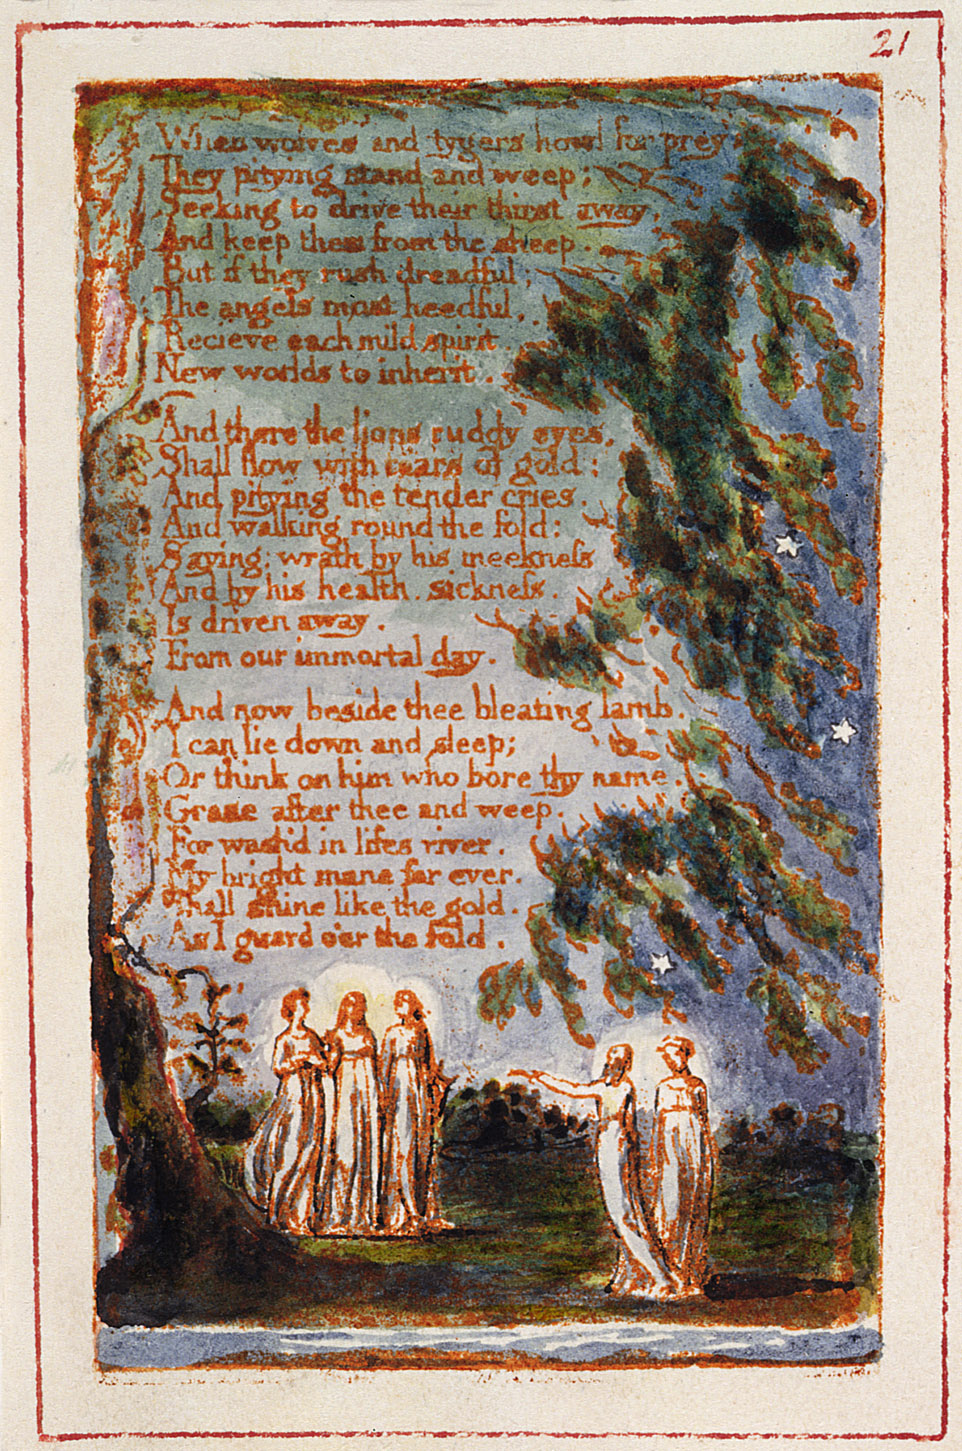 21
When wolves and tygers howl for prey
They pitying stand and weep;
Seeking to drive their thirst away,
And keep them from the sheep.
But if they rush dreadful;
The angels most heedful,
Recieve each mild spirit
New worlds to inherit.
And there the lions ruddy eyes,
Shall flow with tears of gold:
And pitying the tender cries.
And walking round the fold:
Saying: wrath by his meekneſs
And by his health, sickneſs.
Is driven away.
From our immortal day.
And now beside thee bleating lamb.
I can lie down and sleep;
Or think on him who bore thy name.
Graze after thee and weep.
For wash'd in lifes river.
My bright mane for ever.
Shall shine like the gold.
As I guard o'er the fold.